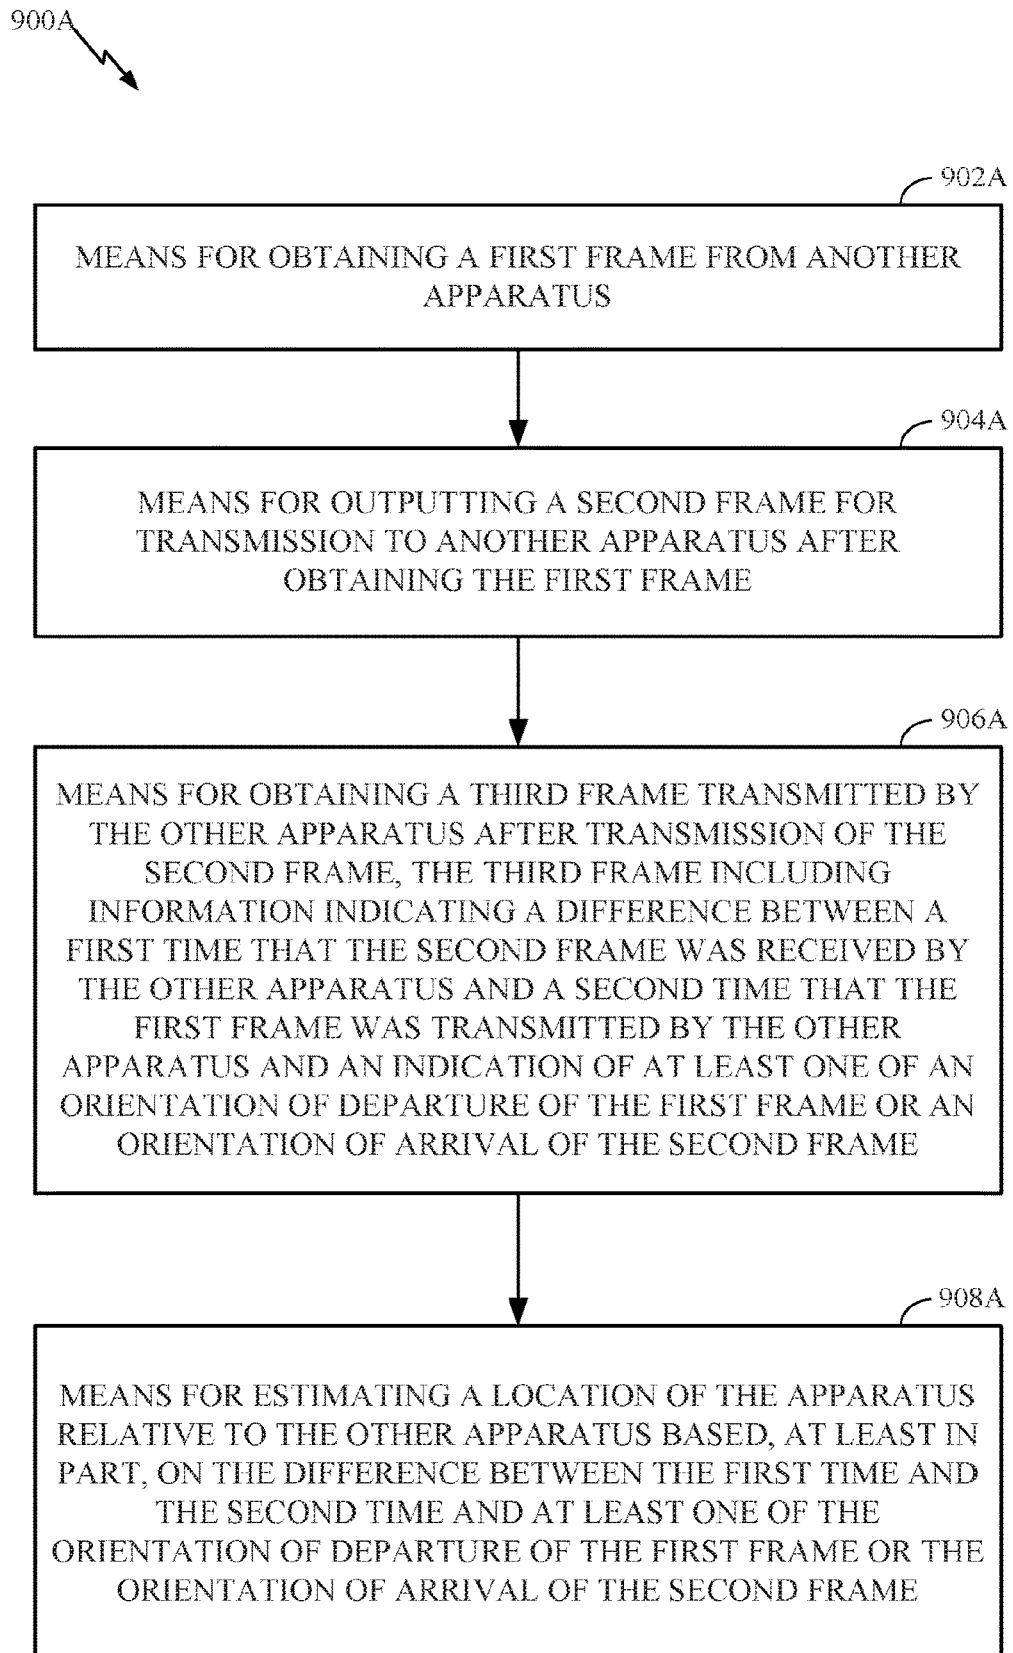 900A
902A
MEANS FOR OBTAINING A FIRST FRAME FROM ANOTHER
APPARATUS
904A
MEANS FOR OUTPUTTING A SECOND FRAME FOR
TRANSMISSION TO ANOTHER APPARATUS AFTER
OBTAINING THE FIRST FRAME
906A
MEANS FOR OBTAINING A THIRD FRAME TRANSMITTED BY
THE OTHER APPARATUS AFTER TRANSMISSION OF THE
SECOND FRAME, THE THIRD FRAME INCLUDING
INFORMATION INDICATING A DIFFERENCE BETWEEN A
FIRST TIME THAT THE SECOND FRAME WAS RECEIVED BY
THE OTHER APPARATUS AND A SECOND TIME THAT THE
FIRST FRAME WAS TRANSMITTED BY THE OTHER
APPARATUS AND AN INDICATION OF AT LEAST ONE OF AN
ORIENTATION OF DEPARTURE OF THE FIRST FRAME OR AN
ORIENTATION OF ARRIVAL OF THE SECOND FRAME
908A
MEANS FOR ESTIMATING A LOCATION OF THE APPARATUS
RELATIVE TO THE OTHER APPARATUS BASED, AT LEAST IN
PART, ON THE DIFFERENCE BETWEEN THE FIRST TIME AND
THE SECOND TIME AND AT LEAST ONE OF THE
ORIENTATION OF DEPARTURE OF THE FIRST FRAME OR THE
ORIENTATION OF ARRIVAL OF THE SECOND FRAME